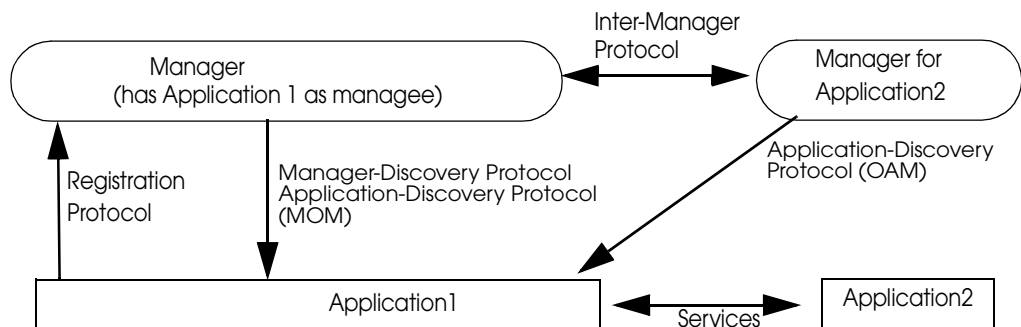 Inter-Manager
Protocol
Manager
(has Application 1 as managee)
Manager for
Application2
Registration
Protocol
Manager-Discovery Protocol
Application-Discovery Protocol
(MOM)
Application-Discovery
Protocol (OAM)
Application1
Services
Application2